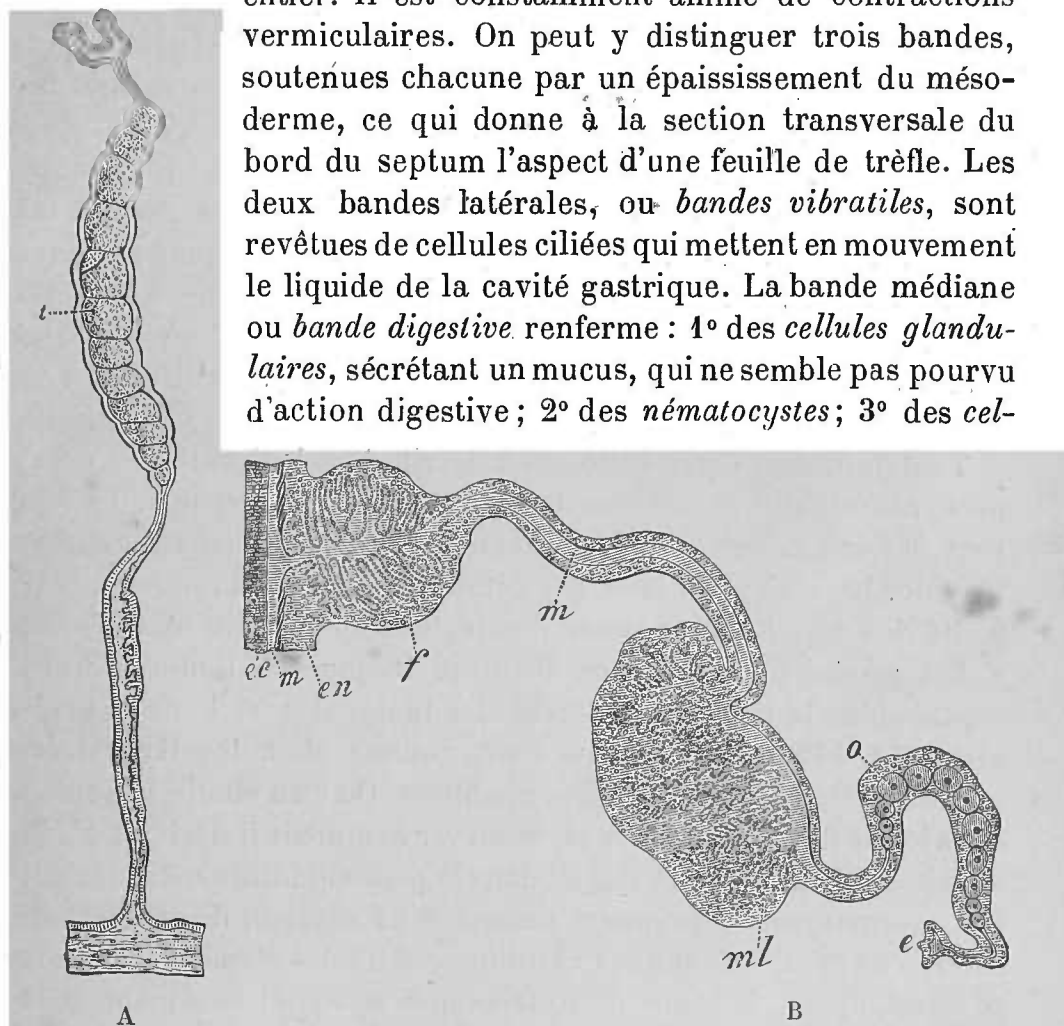 entier. Il est constamment animé de contractions
vermiculaires. On peut y distinguer trois bandes,
soutenues chacune par un épaississement du méso-
derme, ce qui donne à la section transversale du
bord du septum l'aspect d'une feuille de trèfle. Les
deux bandes latérales, ou bandes vibratiles, sont
revêtues de cellules ciliées qui mettent en mouvement
le liquide de la cavité gastrique. La bande médiane
ou bande digestive renferme : 1º des cellules glandu-
laires, sécrétant un mucus, qui ne semble pas pourvu
d'action digestive ; 2º des nématocystes ; 3º des cel-
t
m
ec m en f
o
e
ml
A B